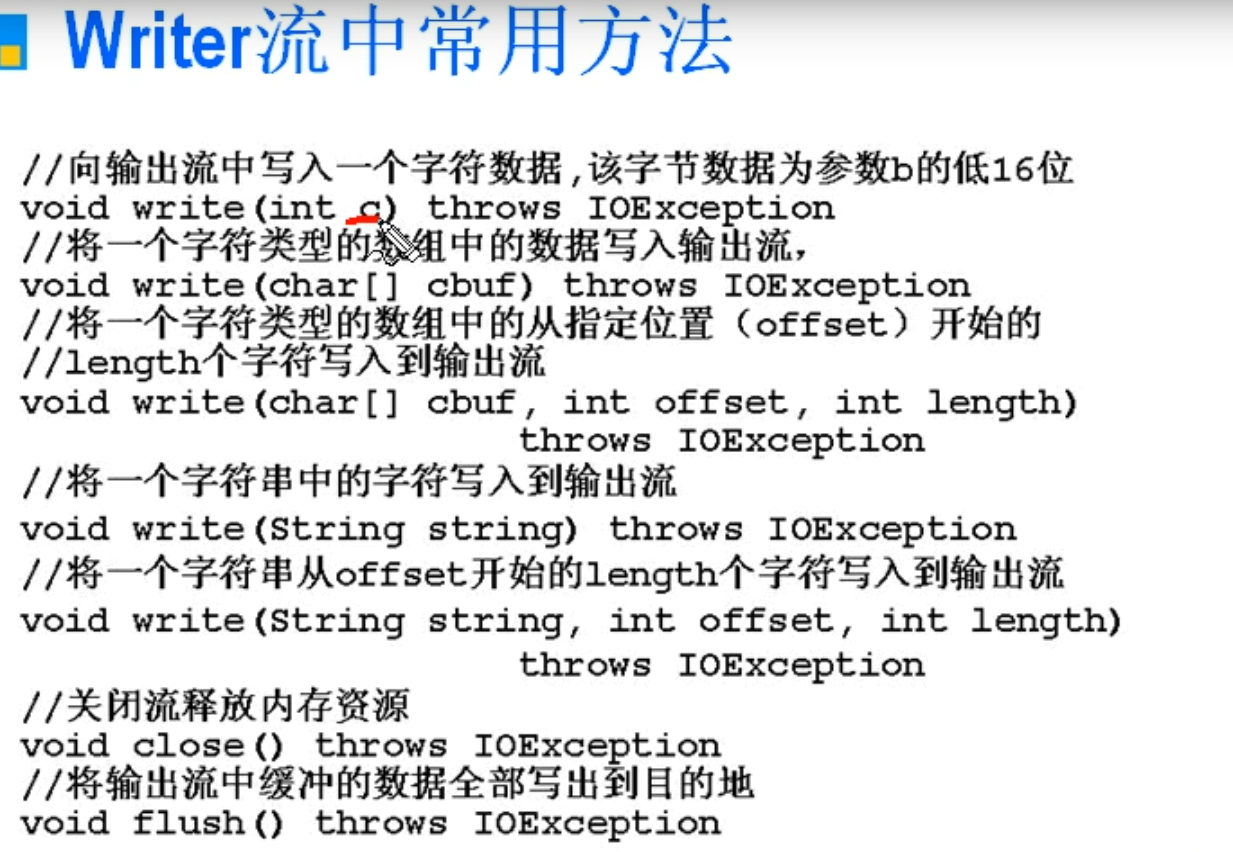 Writer流中常用方法
//向输出流中写入一个字符数据,该字节数据为参数b的低16位
void write(int c) throws IOException
//将一个字符类型的数组中的数据写入输出流，
void write(char[] cbuf) throws IOException
//将一个字符类型的数组中的从指定位置（offset）开始的
//length个字符写入到输出流
void write(char[] cbuf, int offset, int length)
throws IOException
//将一个字符串中的字符写入到输出流
void write(String string) throws IOException
//将一个字符串从offset开始的length个字符写入到输出流
void write(String string, int offset, int length)
throws IOException
//关闭流释放内存资源
void close() throws IOException
//将输出流中缓冲的数据全部写出到目的地
void flush() throws IOException